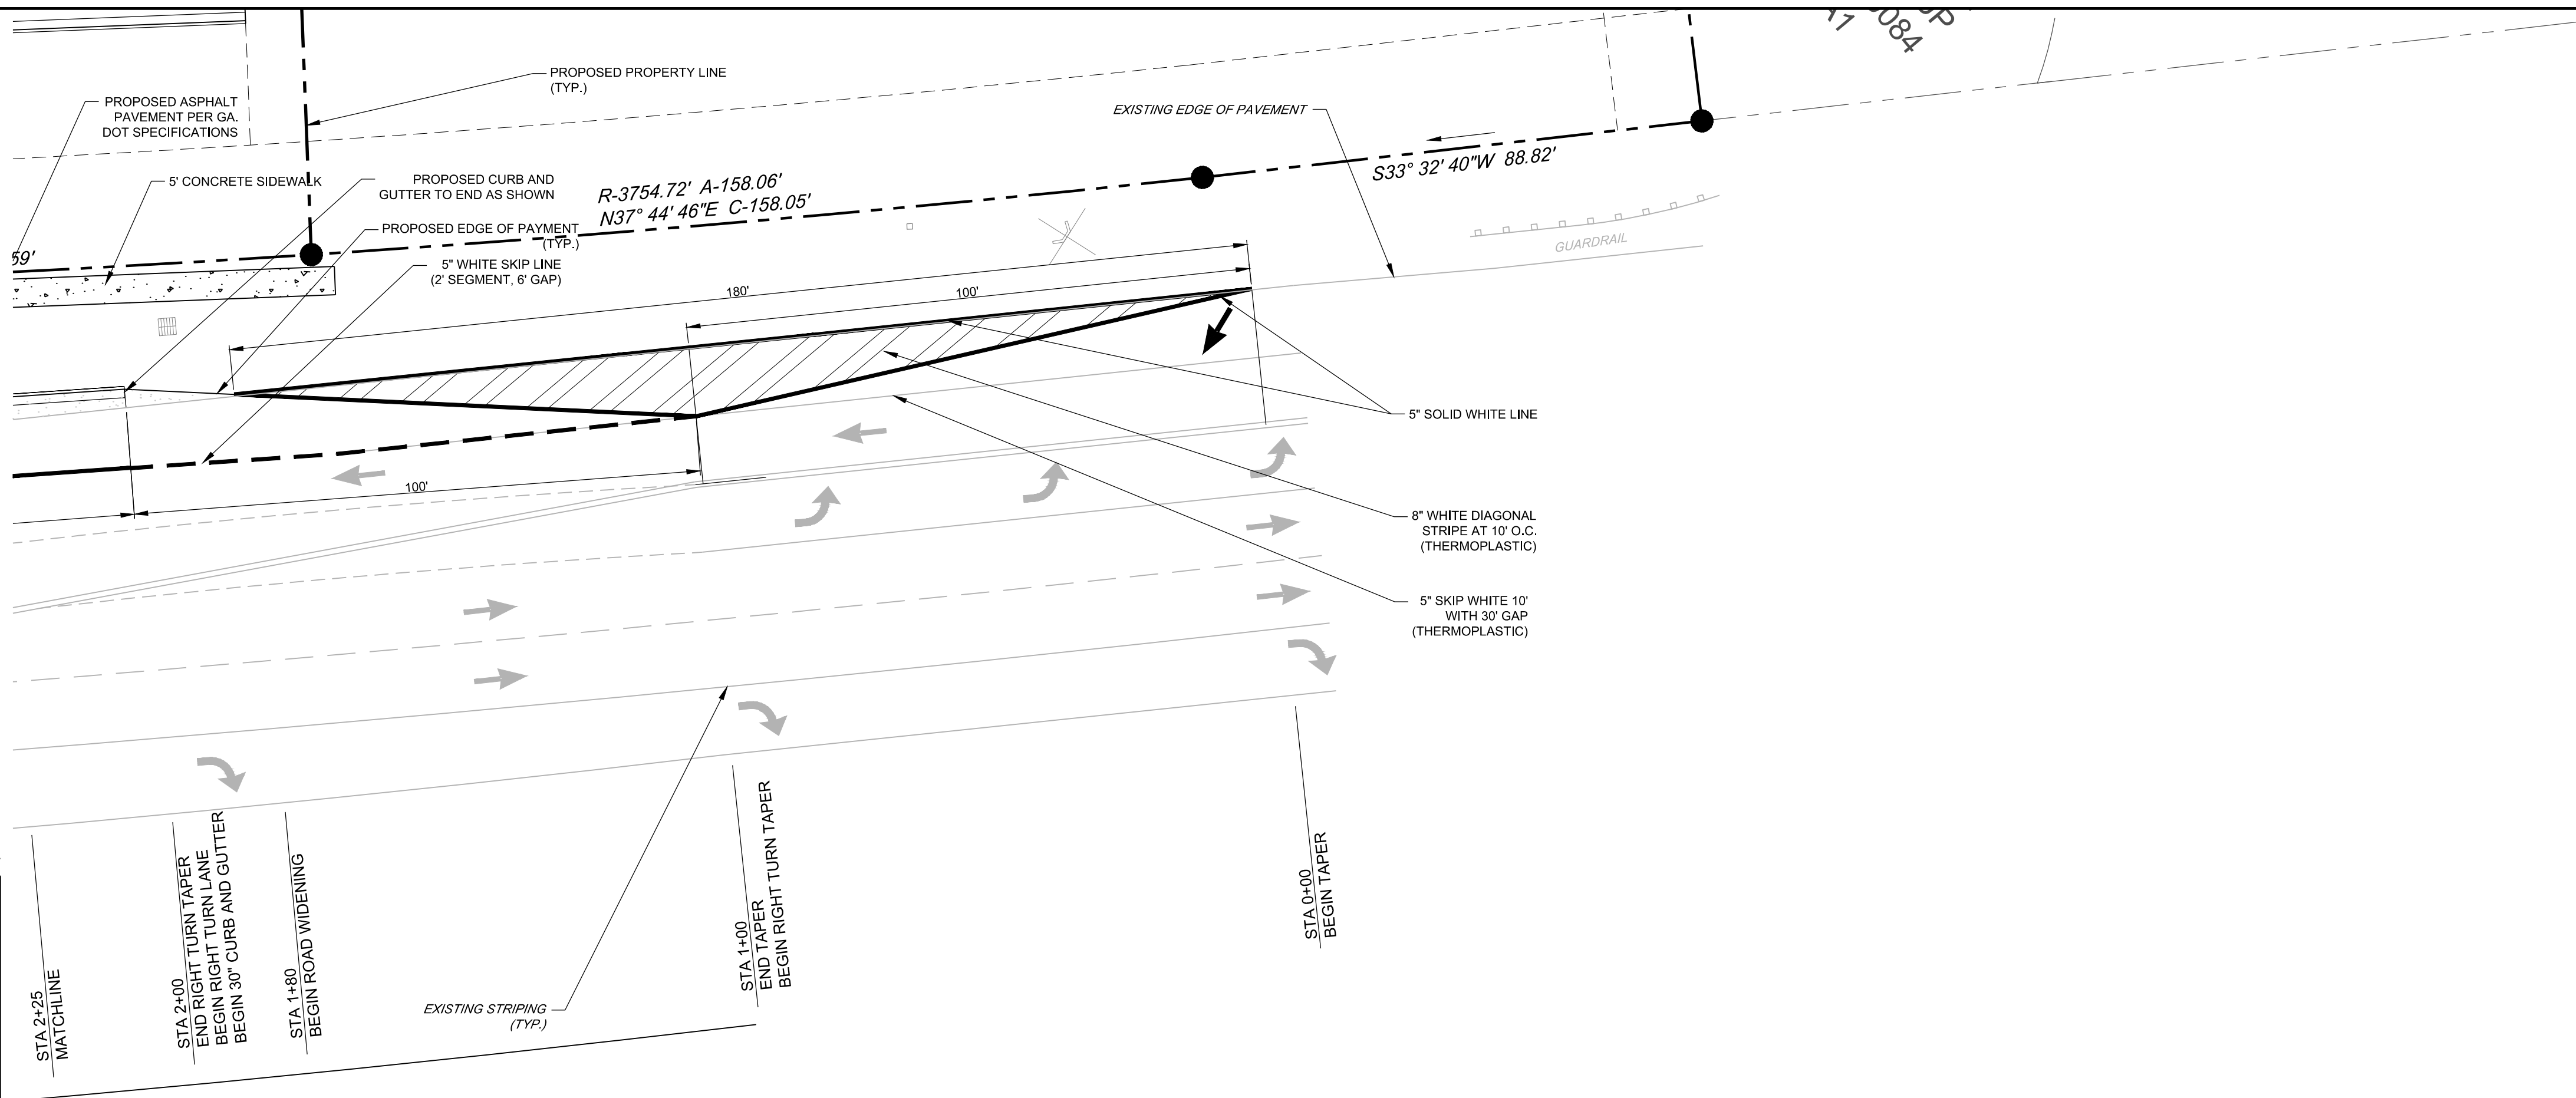 PROPOSED PROPERTY LINE
(TYP.)
PROPOSED ASPHALT
PAVEMENT PER GA.
DOT SPECIFICATIONS
EXISTING EDGE OF PAVEMENT
A1
0084
S33° 32' 40"W 88.82'
5' CONCRETE SIDEWALK
PROPOSED CURB AND
GUTTER TO END AS SHOWN
R-3754.72' A-158.06'
N37° 44' 46"E C-158.05'
PROPOSED EDGE OF PAYMENT
(TYP.)
GUARDRAIL
59'
5" WHITE SKIP LINE
(2' SEGMENT, 6' GAP)
180'
100'
5" SOLID WHITE LINE
100'
8" WHITE DIAGONAL
STRIPE AT 10' O.C.
(THERMOPLASTIC)
5" SKIP WHITE 10'
WITH 30' GAP
(THERMOPLASTIC)
STA 2+25
MATCHLINE
STA 2+00
END RIGHT TURN TAPER
BEGIN RIGHT TURN LANE
BEGIN 30" CURB AND GUTTER
STA 1+80
BEGIN ROAD WIDENING
EXISTING STRIPING
(TYP.)
STA 1+00
END TAPER
BEGIN RIGHT TURN TAPER
STA 0+00
BEGIN TAPER